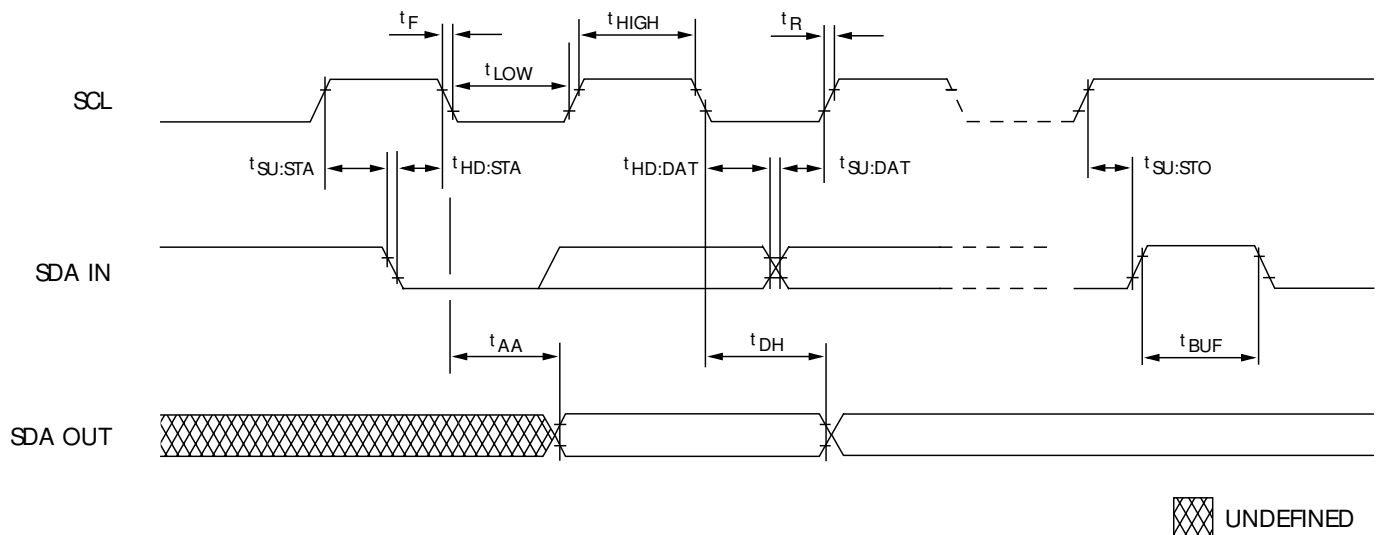 tF
tHIGH
tR
tLOW
SCL
tSU:STA
tHD:STA
tHD:DAT
tSU:DAT
tSU:STO
SDA IN
tAA
tDH
tBUF
SDA OUT
UNDEFINED